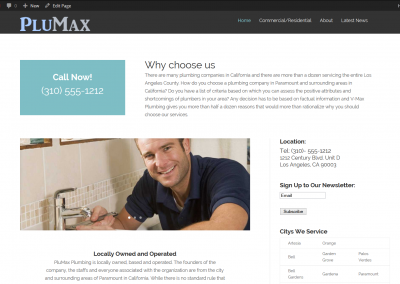 0
+ New
Edit Page
PLUMAX
Home
Commercial/Residential
About
Latest News
Call Now!
(310) 555-1212
Why choose us
There are many plumbing companies in California and there are more than a dozen servicing the entire Los
Angeles County. How do you choose a plumbing company in Paramount and surrounding areas in
California? Do you have a list of criteria based on which you can assess the positive attributes and
shortcomings of plumbers in your area? Any decision has to be based on factual information and V-Max
Plumbing gives you more than half a dozen reasons that would more than rationalize why you should
choose our services.
Locally Owned and Operated
PluMax Plumbing is locally owned, based and operated. The founders of the
company, the staffs and everyone associated with the organization are from the city
and surrounding areas of Paramount in California. While there is no standard rule that
Location:
Tel: (310)- 555-1212
1212 Century Blvd. Unit D
Los Angeles, CA 90003
Sign Up to Our Newsletter:
Email
Subscribe
Citys We Service
Artesia Orange
Bell Garden Grove Palos Verdes
Bell Gardens Gardena Paramount